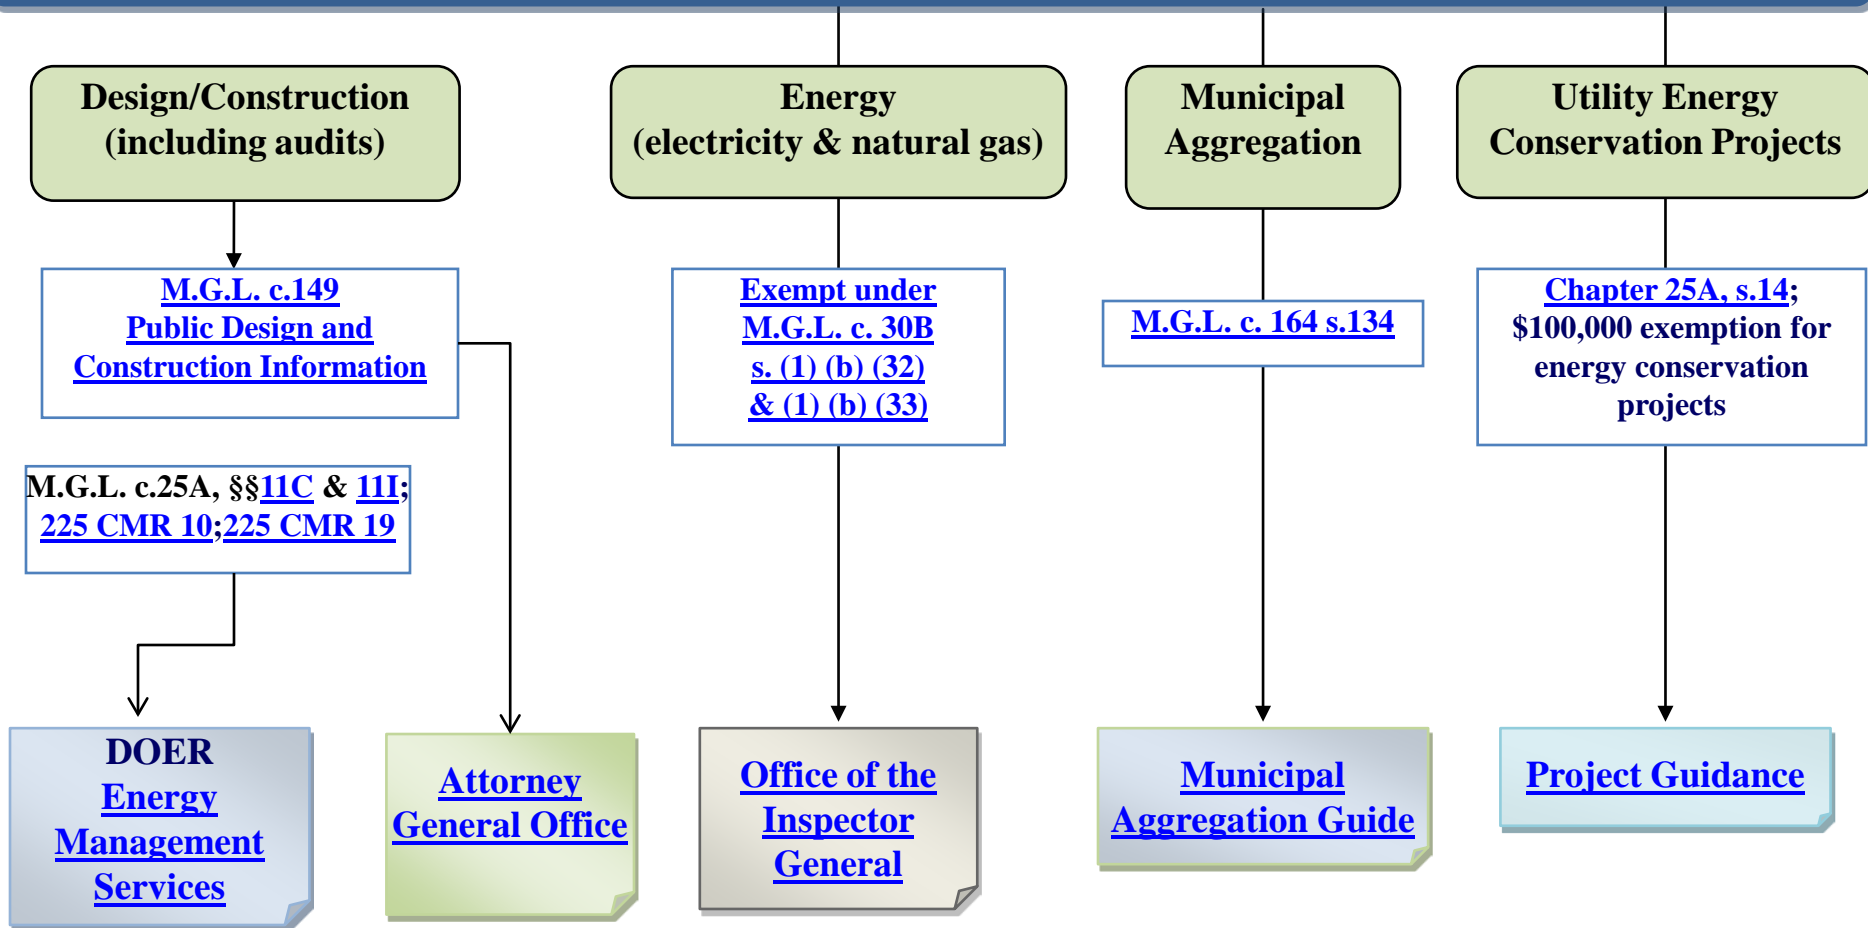 Design/Construction
(including audits)
Energy
(electricity & natural gas)
Municipal
Aggregation
Utility Energy
Conservation Projects
M.G.L. c.149
Public Design and
Construction Information
Exempt under
M.G.L. c. 30B
s. (1) (b) (32)
& (1) (b) (33)
M.G.L. c. 164 s.134
Chapter 25A, s.14;
$100,000 exemption for
energy conservation
projects
M.G.L. c.25A, §§11C & 11I;
225 CMR 10;225 CMR 19
DOER
Energy
Management
Services
Attorney
General Office
Office of the
Inspector
General
Municipal
Aggregation Guide
Project Guidance